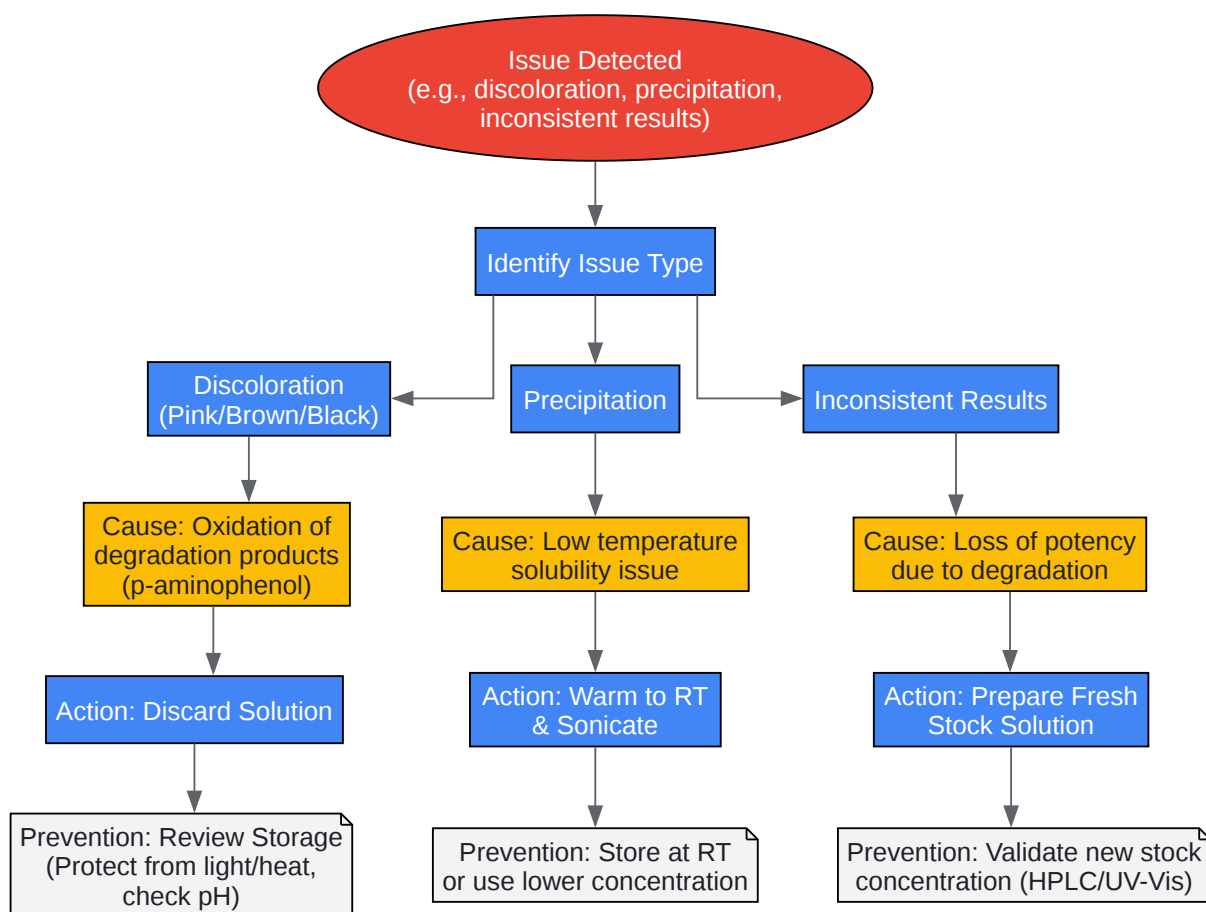 Issue Detected
(e.g., discoloration, precipitation,
inconsistent results)
Identify Issue Type
Discoloration
(Pink/Brown/Black)
Precipitation
Inconsistent Results
Cause: Oxidation of
degradation products
(p-aminophenol)
Cause: Low temperature
solubility issue
Cause: Loss of potency
due to degradation
Action: Discard Solution
Action: Warm to RT
& Sonicate
Action: Prepare Fresh
Stock Solution
Prevention: Review Storage
(Protect from light/heat,
check pH)
Prevention: Store at RT
or use lower concentration
Prevention: Validate new stock
concentration (HPLC/UV-Vis)